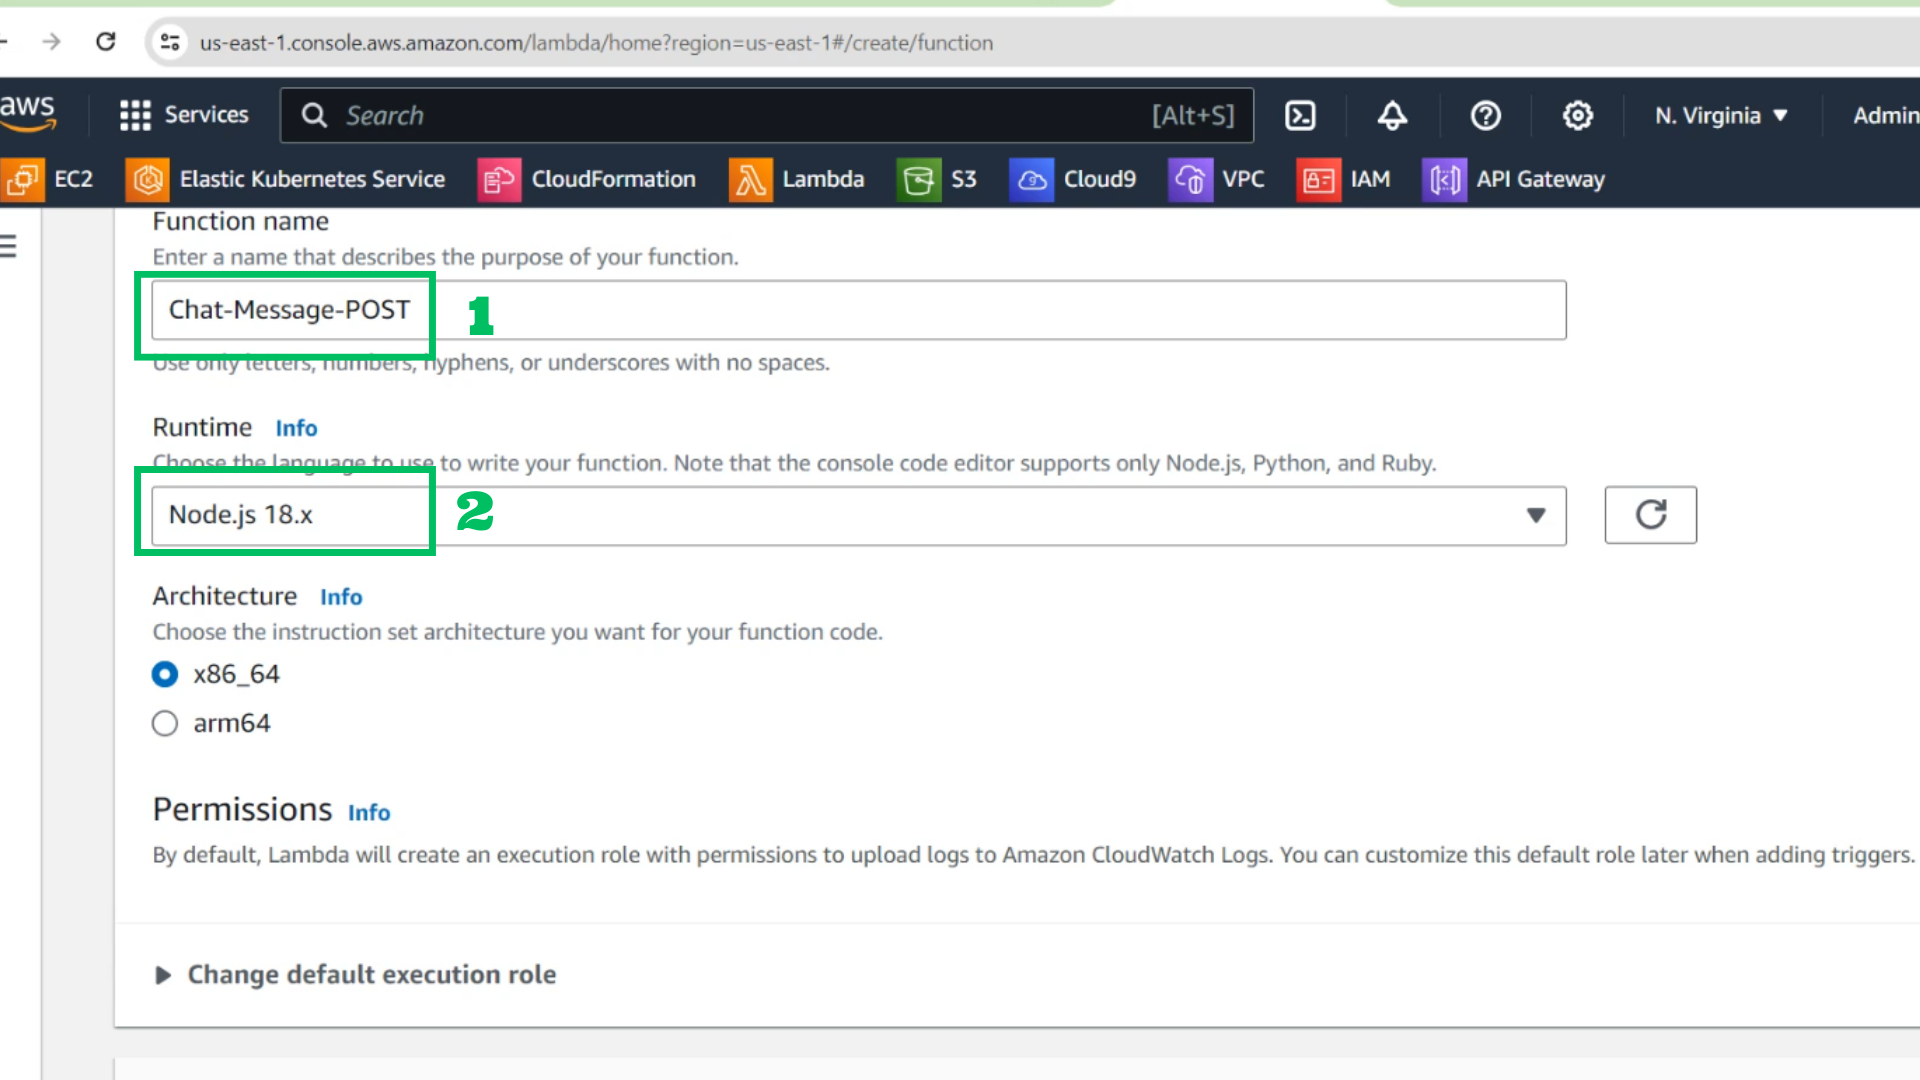 us-east-1.console.aws.amazon.com/lambda/home?region=us-east-1#/create/function
aws Services Search [Alt+S] N. Virginia Admin
EC2 Elastic Kubernetes Service CloudFormation Lambda S3 Cloud9 VPC IAM API Gateway
Function name
Enter a name that describes the purpose of your function.
Chat-Message-POST 1
Use only letters, numbers, hyphens, or underscores with no spaces.
Runtime Info
Choose the language to use to write your function. Note that the console code editor supports only Node.js, Python, and Ruby.
Node.js 18.x 2
Architecture Info
Choose the instruction set architecture you want for your function code.
x86_64
arm64
Permissions Info
By default, Lambda will create an execution role with permissions to upload logs to Amazon CloudWatch Logs. You can customize this default role later when adding triggers.
Change default execution role